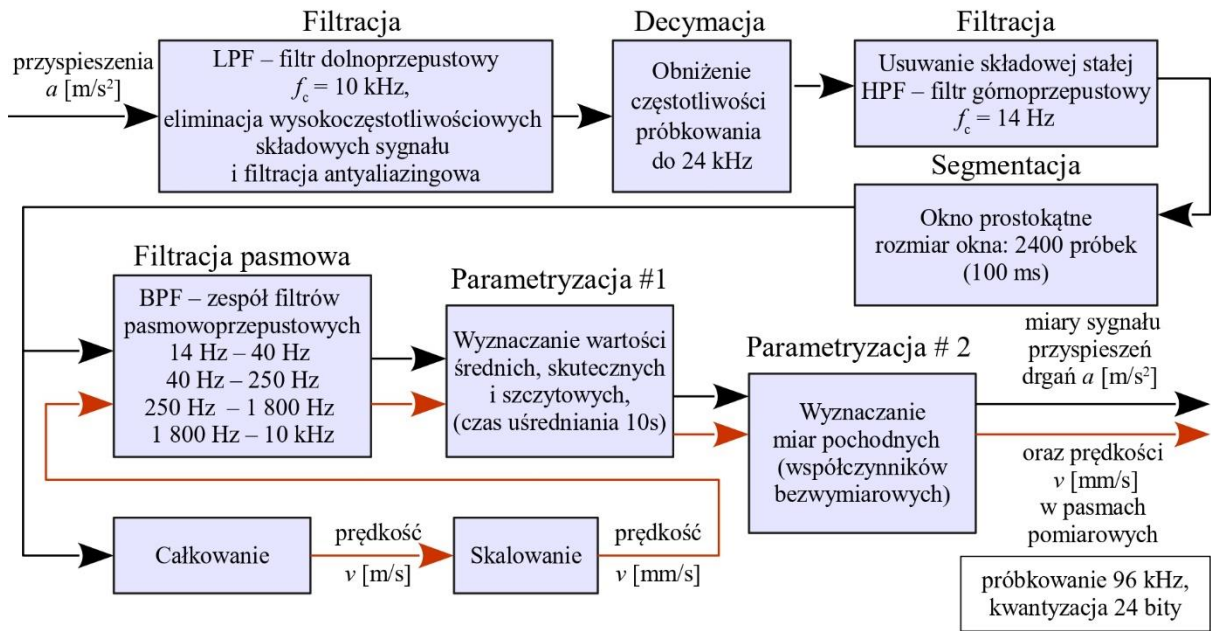 Filtracja
Decymacja
Filtracja
przyspieszenia
a [m/s²]
LPF – filtr dolnoprzepustowy
fc = 10 kHz,
eliminacja wysokoczęstotliwościowych
składowych sygnału
i filtracja antyaliazingowa
Obniżenie
częstotliwości
próbkowania
do 24 kHz
Usuwanie składowej stałej
HPF – filtr górnoprzepustowy
fc = 14 Hz
Segmentacja
Okno prostokątne
rozmiar okna: 2400 próbek
(100 ms)
Filtracja pasmowa
BPF – zespół filtrów
pasmowoprzepustowych
14 Hz – 40 Hz
40 Hz – 250 Hz
250 Hz – 1 800 Hz
1 800 Hz – 10 kHz
Parametryzacja #1
Wyznaczanie wartości
średnich, skutecznych
i szczytowych,
(czas uśredniania 10s)
Parametryzacja # 2
Wyznaczanie
miar pochodnych
(współczynników
bezwymiarowych)
miary sygnału
przyspieszeń
drgań a [m/s²]
oraz prędkości
v [mm/s]
w pasmach
pomiarowych
Całkowanie
prędkość
v [m/s]
Skalowanie
prędkość
v [mm/s]
próbkowanie 96 kHz,
kwantyzacja 24 bity